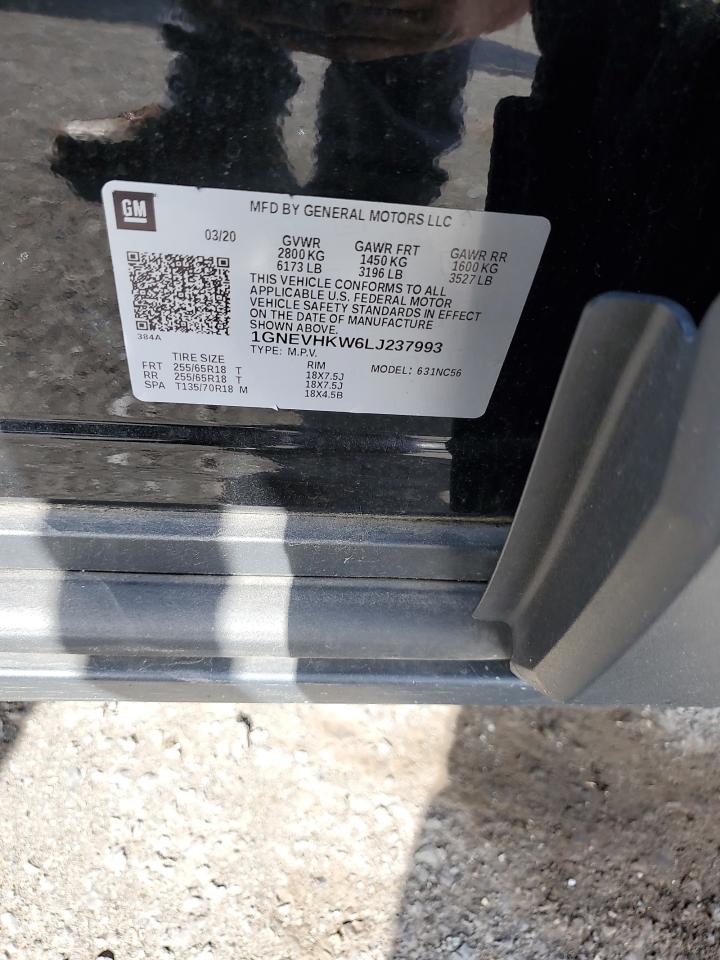 GM
MFD BY GENERAL MOTORS LLC
03/20 GVWR GAWR FRT GAWR RR
2800 KG 1450 KG 1600 KG
6173 LB 3196 LB 3527 LB
THIS VEHICLE CONFORMS TO ALL
APPLICABLE U.S. FEDERAL MOTOR
VEHICLE SAFETY STANDARDS IN EFFECT
ON THE DATE OF MANUFACTURE
SHOWN ABOVE.
384A
1GNEVHKW6LJ237993
TYPE: M.P.V. MODEL: 631NC56
TIRE SIZE RIM
FRT 255/65R18 T 18X7.5J
RR 255/65R18 T 18X7.5J
SPA T135/70R18 M 18X4.5B